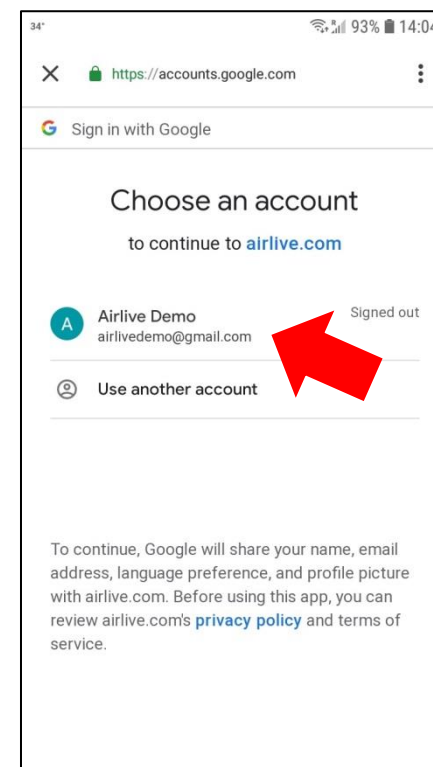 34° 93% 14:04
https://accounts.google.com
G Sign in with Google
Choose an account
to continue to airlive.com
A Airlive Demo Signed out
airlivedemo@gmail.com
Use another account
To continue, Google will share your name, email
address, language preference, and profile picture
with airlive.com. Before using this app, you can
review airlive.com's privacy policy and terms of
service.